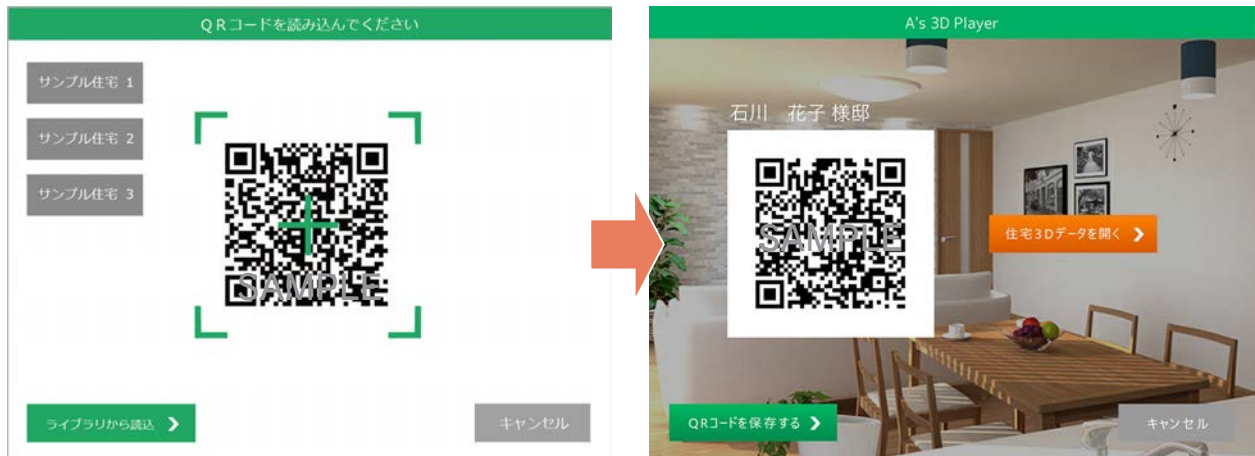 QRコードを読み込んでください
サンプル住宅 1
サンプル住宅 2
サンプル住宅 3
SAMPLE
ライブラリから読込
キャンセル
A's 3D Player
石川 花子 様邸
SAMPLE
住宅3Dデータを開く
QRコードを保存する
キャンセル